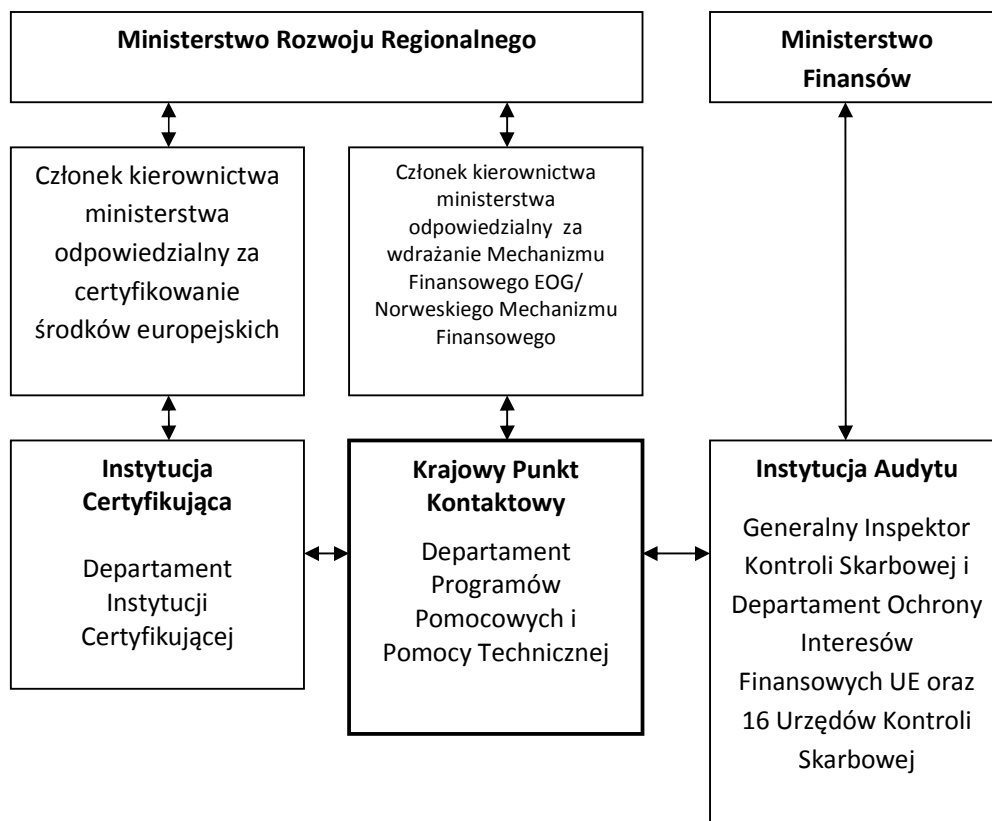 Ministerstwo Rozwoju Regionalnego
Ministerstwo
Finansów
Członek kierownictwa
ministerstwa
odpowiedzialny za
certyfikowanie
środków europejskich
Członek kierownictwa
ministerstwa
odpowiedzialny za
wdrażanie Mechanizmu
Finansowego EOG/
Norweskiego Mechanizmu
Finansowego
Instytucja
Certyfikująca
Departament
Instytucji
Certyfikującej
Krajowy Punkt
Kontaktowy
Departament
Programów
Pomocowych i
Pomocy Technicznej
Instytucja Audytu
Generalny Inspektor
Kontroli Skarbowej i
Departament Ochrony
Interesów
Finansowych UE oraz
16 Urzędów Kontroli
Skarbowej